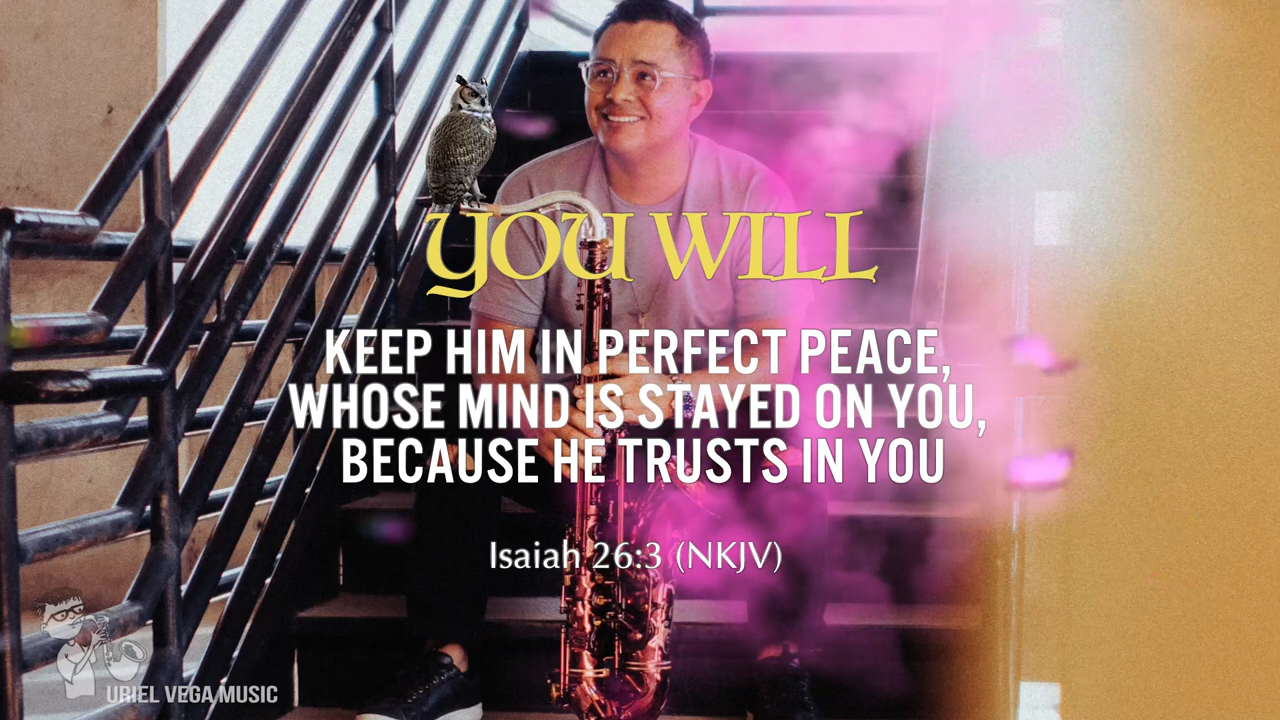 YOU WILL
KEEP HIM IN PERFECT PEACE,
WHOSE MIND IS STAYED ON YOU,
BECAUSE HE TRUSTS IN YOU
Isaiah 26:3 (NKJV)
URIEL VEGA MUSIC